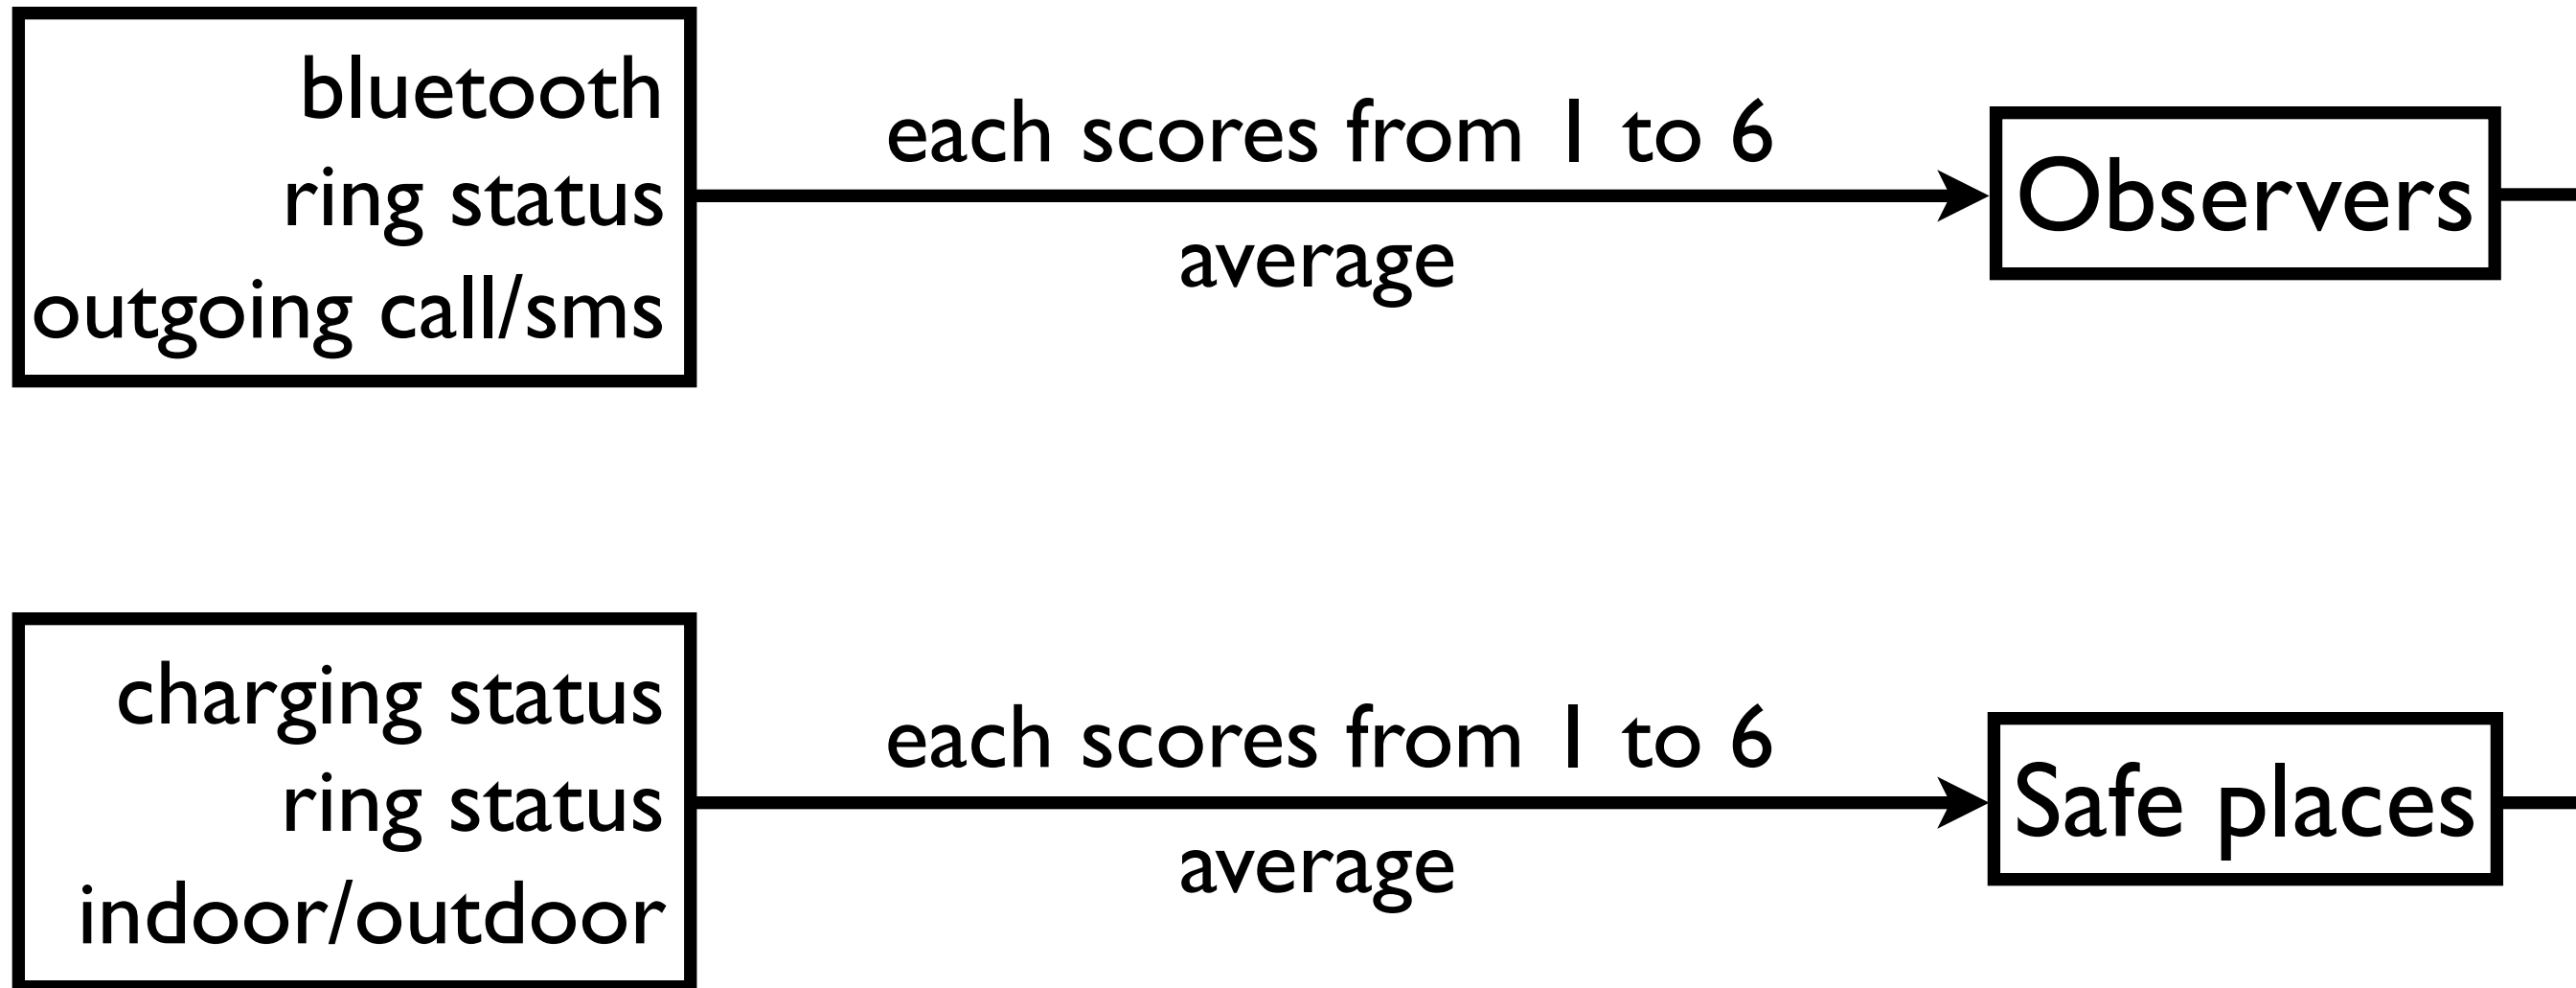 bluetooth
ring status
outgoing call/sms
each scores from 1 to 6
average
Observers
charging status
ring status
indoor/outdoor
each scores from 1 to 6
average
Safe places